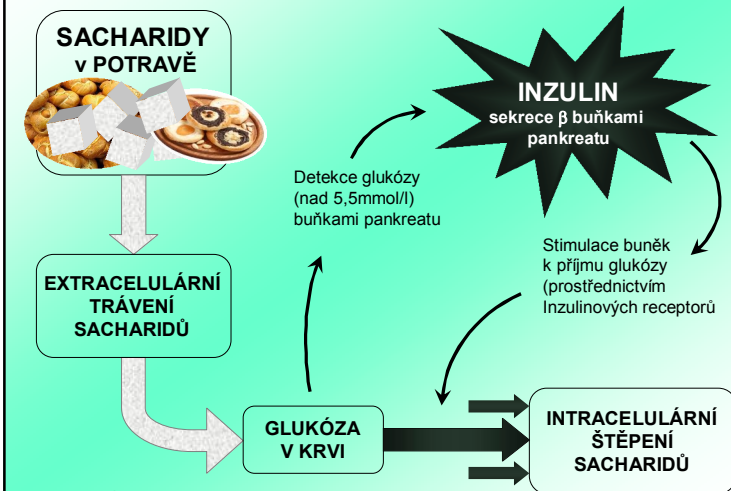 SACHARIDY
v POTRAVĚ
INZULIN
sekrece β buňkami
pankreatu
Detekce glukózy
(nad 5,5mmol/l)
buňkami pankreatu
Stimulace buněk
k příjmu glukózy
(prostřednictvím
Inzulinových receptorů
EXTRACELULÁRNÍ
TRÁVENÍ
SACHARIDŮ
GLUKÓZA
V KRVI
INTRACELULÁRNÍ
ŠTĚPENÍ
SACHARIDŮ